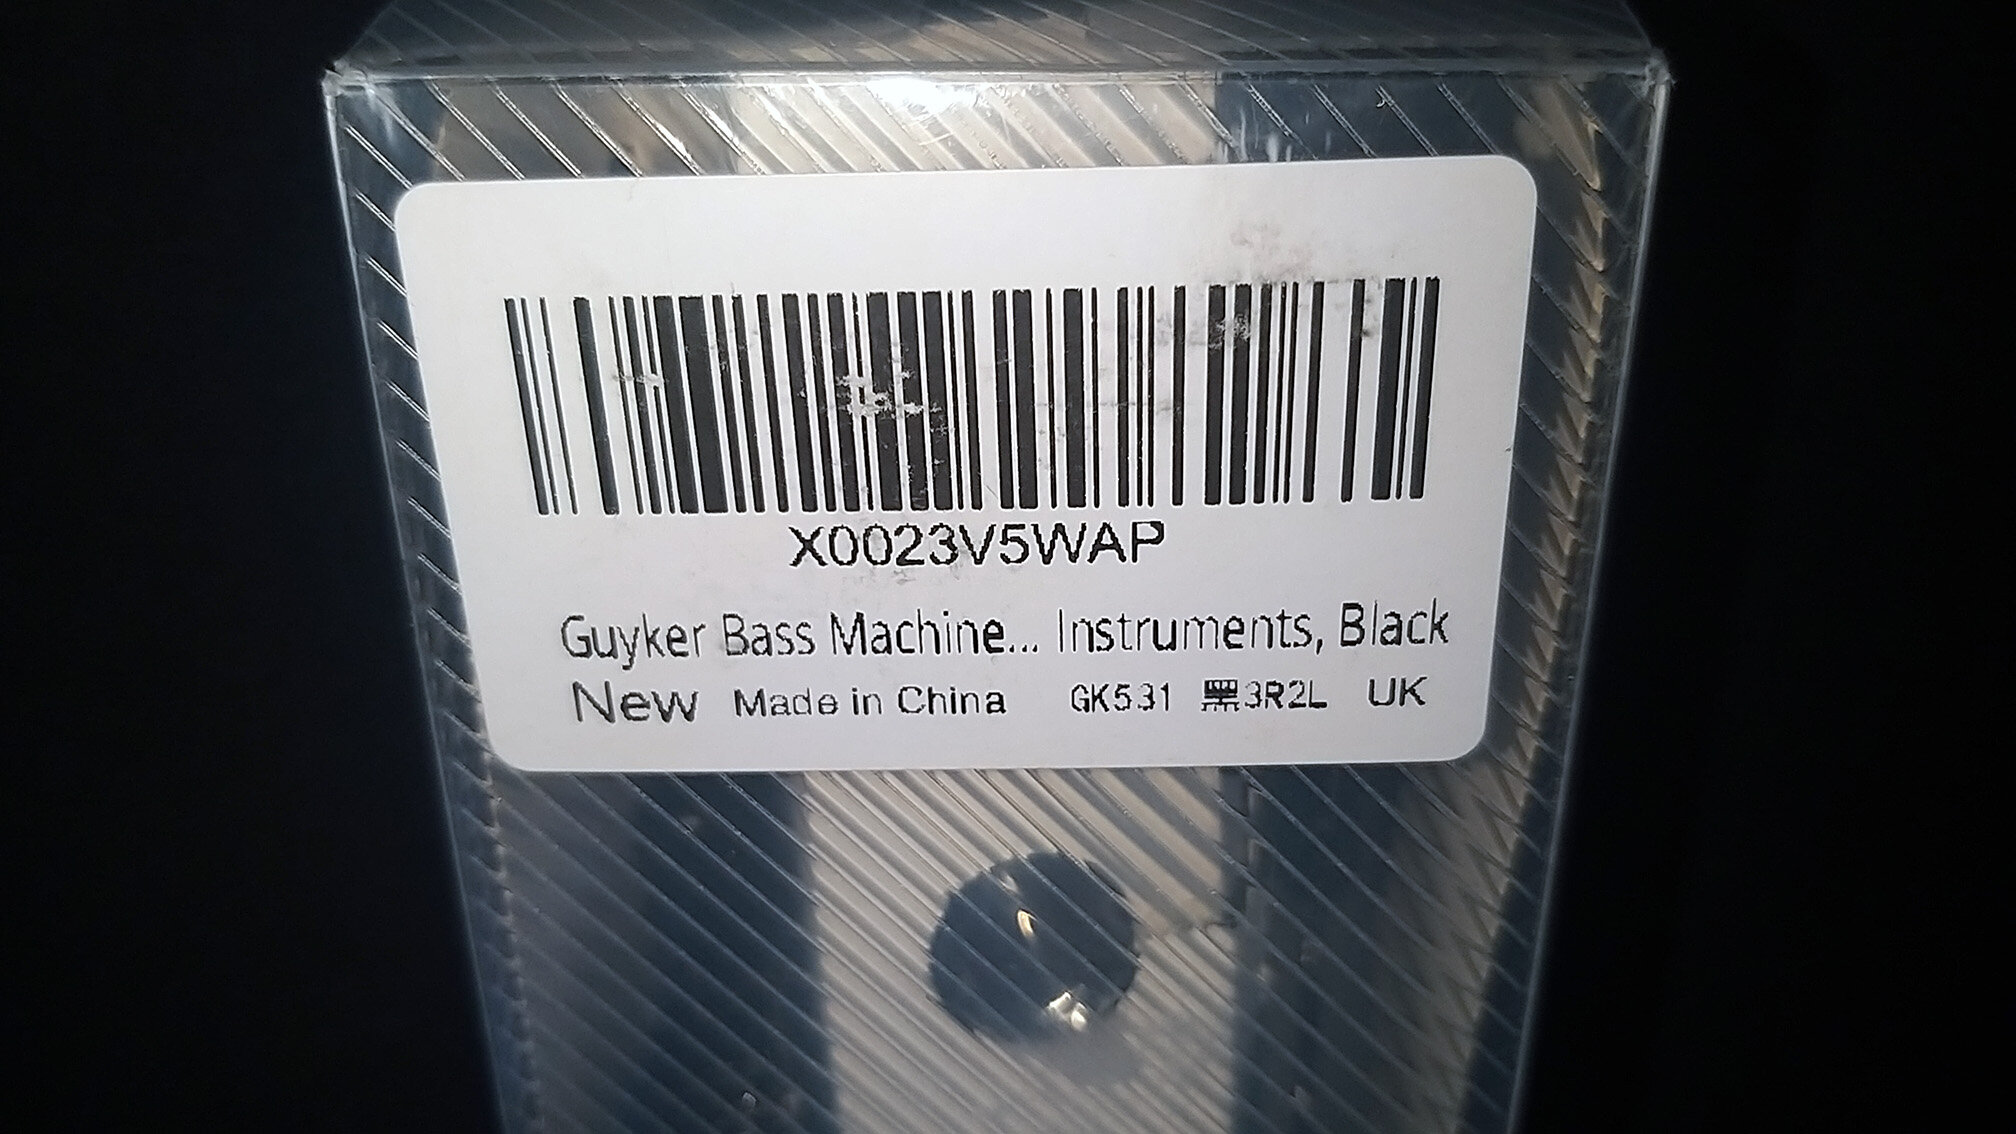 X0023V5WAP
Guyker Bass Machine... Instruments, Black
New Made in China GK531 黑3R2L UK